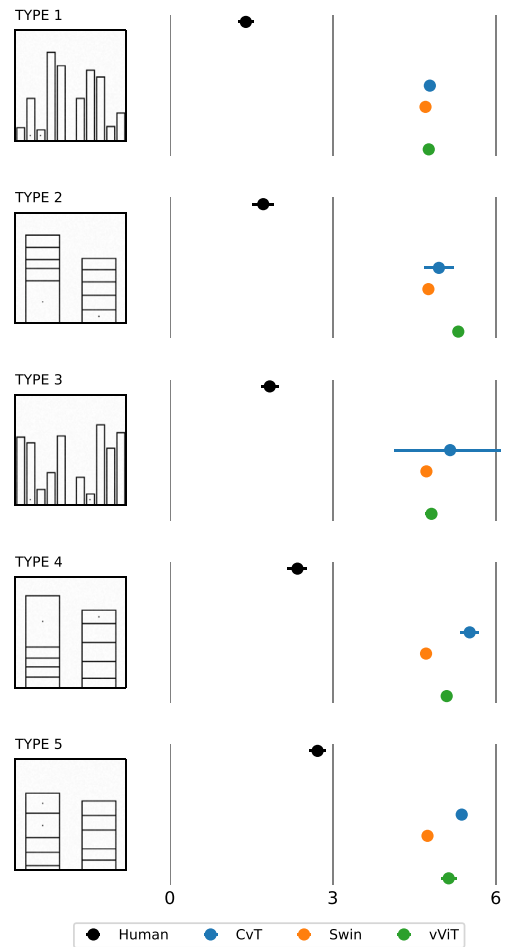 TYPE 1
TYPE 2
TYPE 3
TYPE 4
TYPE 5
0 3 6
Human CvT Swin vViT